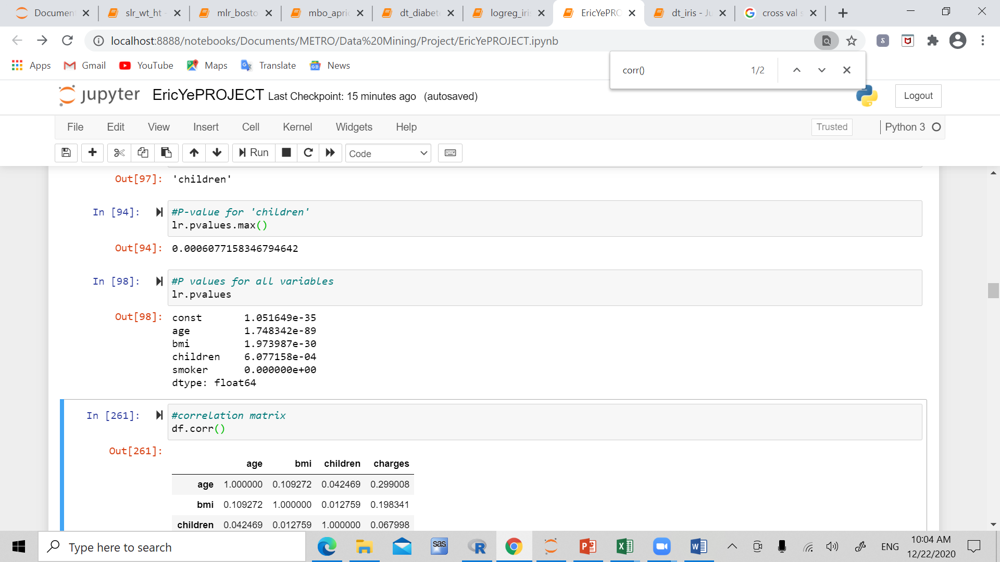 Document slr_wt_ht - mlr_bosto mbo_apric dt_diabete logreg_iris EricYePRO dt_iris - Ju cross val s
localhost:8888/notebooks/Documents/METRO/Data%20Mining/Project/EricYePROJECT.ipynb
Apps Gmail YouTube Maps Translate News
corr() 1/2
jupyter EricYePROJECT Last Checkpoint: 15 minutes ago (autosaved) Logout
File Edit View Insert Cell Kernel Widgets Help Trusted Python 3
Run Code
Out[97]: 'children'
In [94]: #P-value for 'children'
lr.pvalues.max()
Out[94]: 0.0006077158346794642
In [98]: #P values for all variables
lr.pvalues
Out[98]: const 1.051649e-35
age 1.748342e-89
bmi 1.973987e-30
children 6.077158e-04
smoker 0.000000e+00
dtype: float64
In [261]: #correlation matrix
df.corr()
Out[261]:
age bmi children charges
age 1.000000 0.109272 0.042469 0.299008
bmi 0.109272 1.000000 0.012759 0.198341
children 0.042469 0.012759 1.000000 0.067998
Type here to search sas R ENG 10:04 AM
12/22/2020